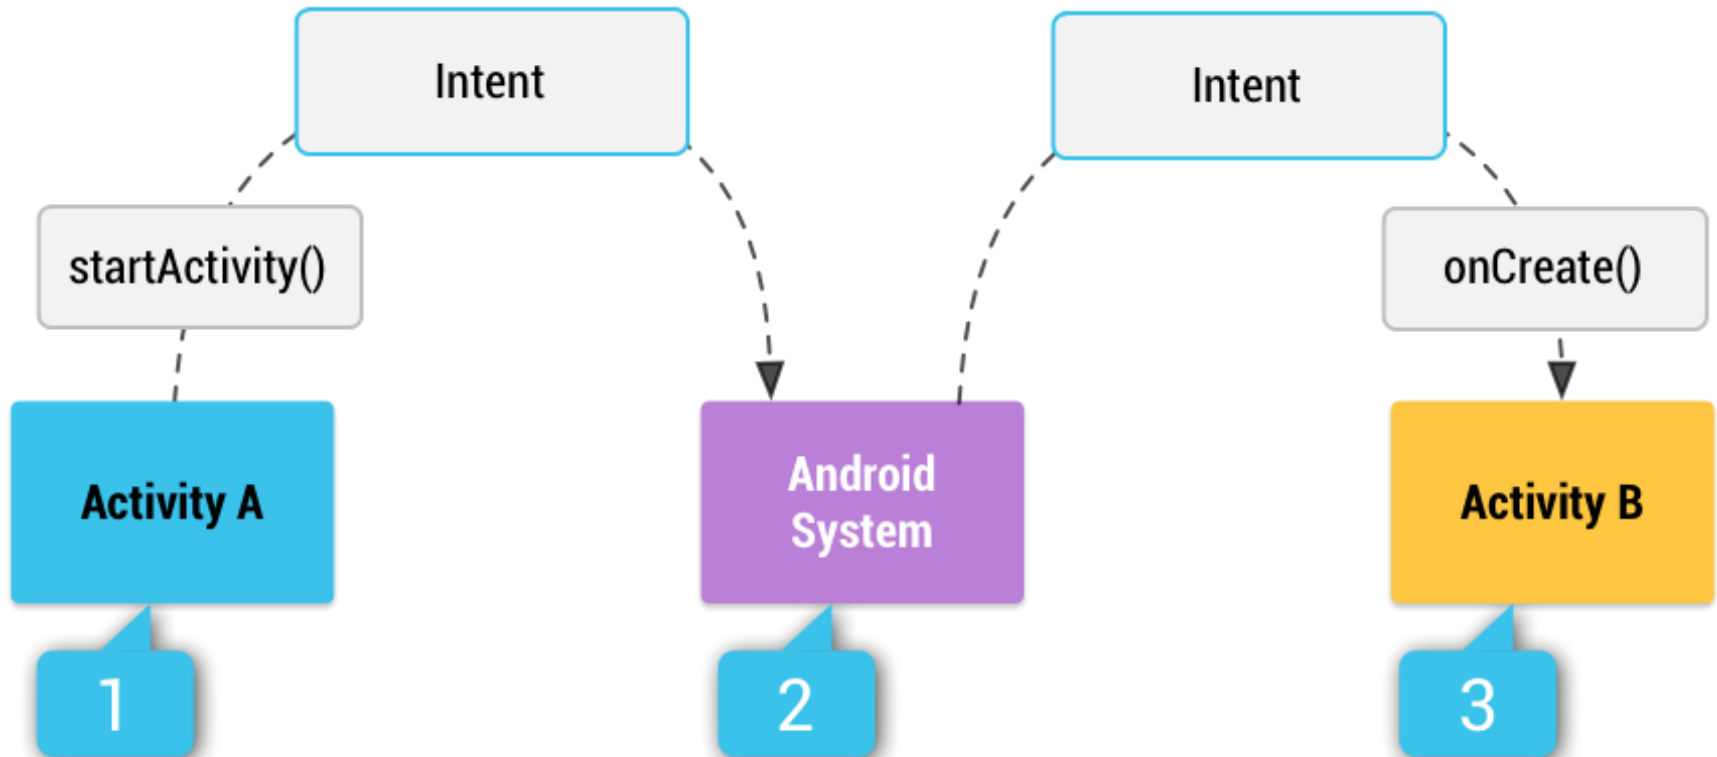 Intent
Intent
startActivity()
onCreate()
Activity A
Android
System
Activity B
1
2
3